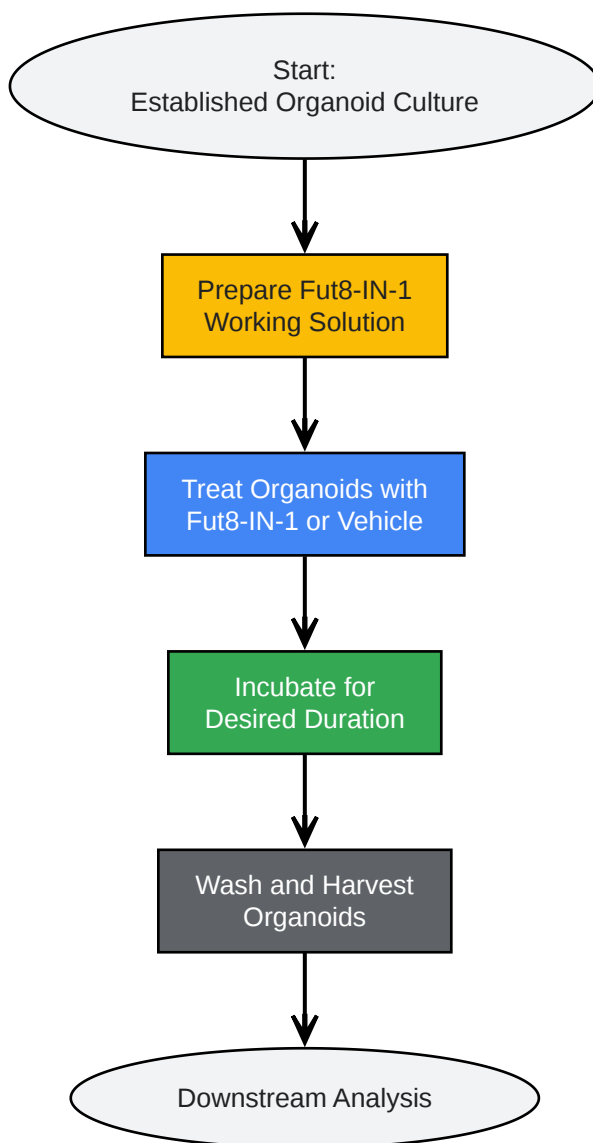 Start:
Established Organoid Culture
Prepare Fut8-IN-1
Working Solution
Treat Organoids with
Fut8-IN-1 or Vehicle
Incubate for
Desired Duration
Wash and Harvest
Organoids
Downstream Analysis